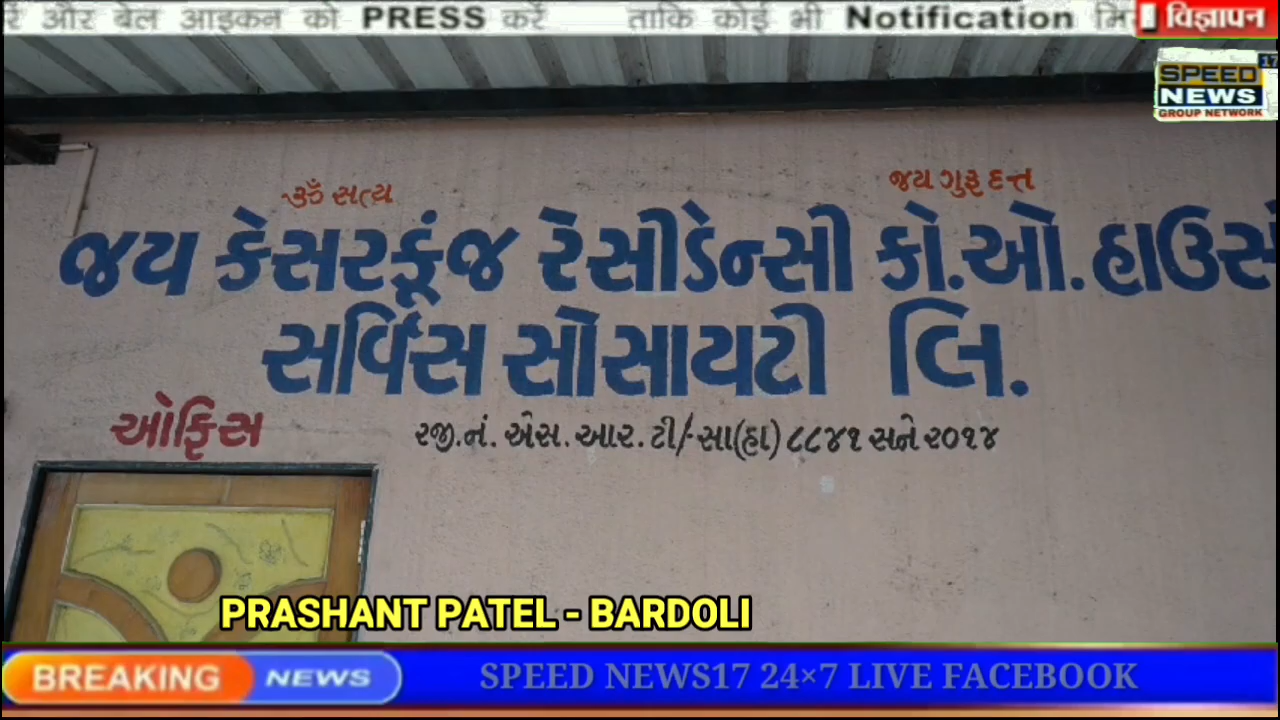 और बेल आइकन को PRESS करें ताकि कोई भी Notification
विज्ञापन
17
SPEED
NEWS
GROUP NETWORK
ૐ સત્ય
જય ગુરૂ દત્ત
જય કેસરકૂંજ રેસીડેન્સી કો.ઓ. હાઉસ
સર્વિસ સોસાયટી લિ.
ઓફિસ
રજી.નં. એસ.આર.ટી/-સા(હા) ૮૮૪૧ સને ૨૦૧૪
PRASHANT PATEL - BARDOLI
BREAKING NEWS SPEED NEWS17 24×7 LIVE FACEBOOK